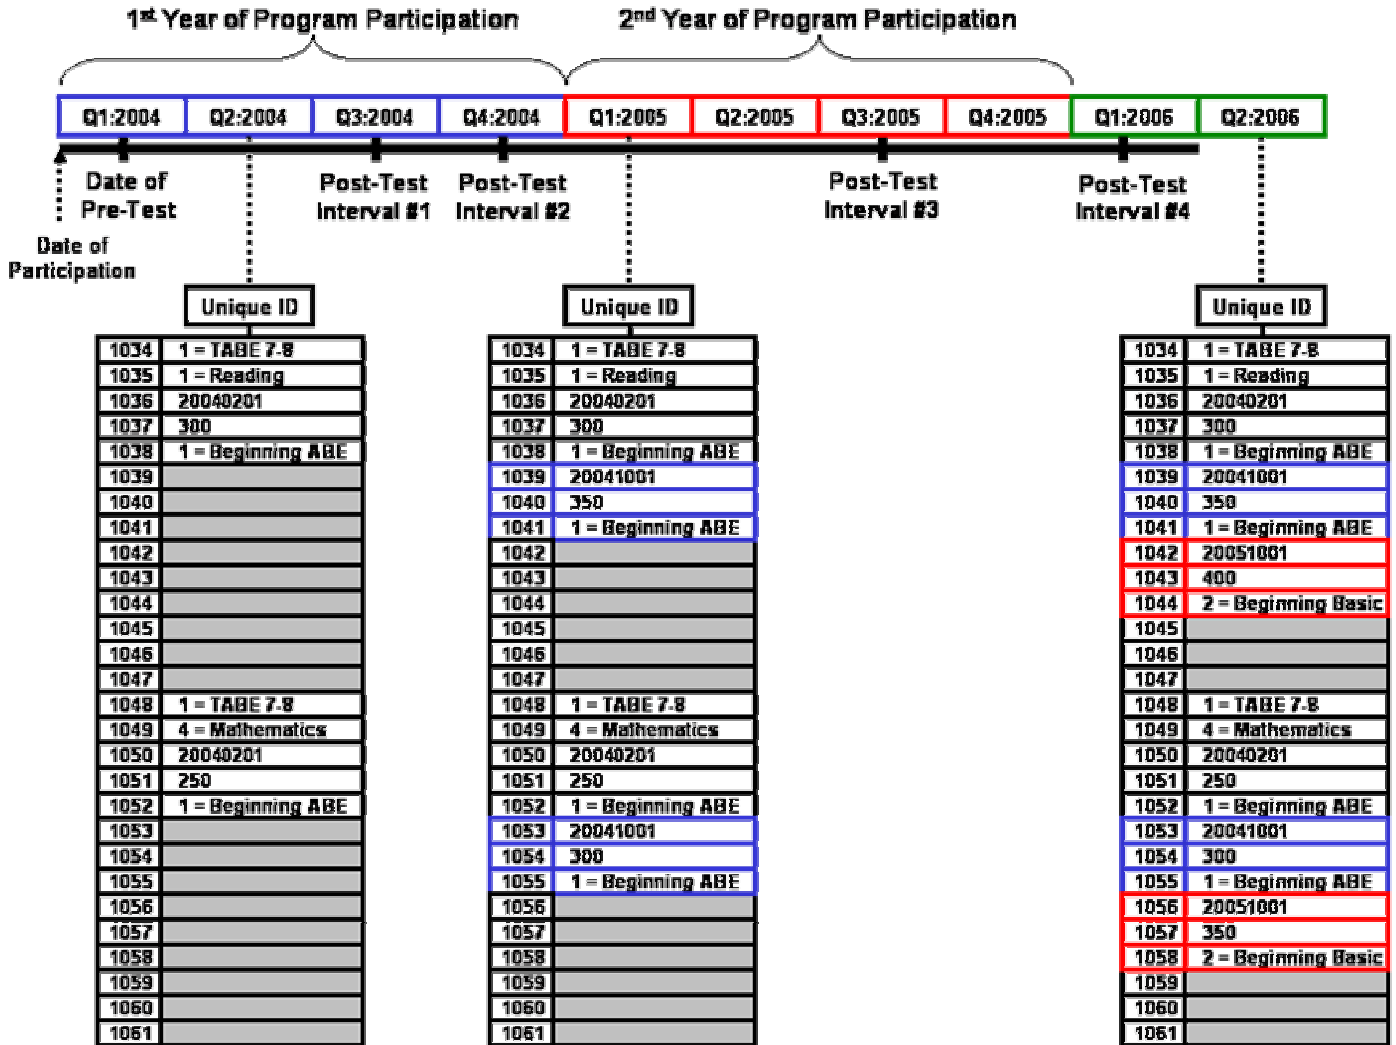 1st Year of Program Participation
2nd Year of Program Participation
Q1:2004 Q2:2004 Q3:2004 Q4:2004 Q1:2005 Q2:2005 Q3:2005 Q4:2005 Q1:2006 Q2:2006
Date of
Pre-Test
Post-Test
Interval #1
Post-Test
Interval #2
Post-Test
Interval #3
Post-Test
Interval #4
Date of
Participation
Unique ID
1034 1 = TABE 7-8
1035 1 = Reading
1036 20040201
1037 300
1038 1 = Beginning ABE
1039
1040
1041
1042
1043
1044
1045
1046
1047
1048 1 = TABE 7-8
1049 4 = Mathematics
1050 20040201
1051 250
1052 1 = Beginning ABE
1053
1054
1055
1056
1057
1058
1059
1060
1061
Unique ID
1034 1 = TABE 7-8
1035 1 = Reading
1036 20040201
1037 300
1038 1 = Beginning ABE
1039 20041001
1040 350
1041 1 = Beginning ABE
1042
1043
1044
1045
1046
1047
1048 1 = TABE 7-8
1049 4 = Mathematics
1050 20040201
1051 250
1052 1 = Beginning ABE
1053 20041001
1054 300
1055 1 = Beginning ABE
1056
1057
1058
1059
1060
1061
Unique ID
1034 1 = TABE 7-8
1035 1 = Reading
1036 20040201
1037 300
1038 1 = Beginning ABE
1039 20041001
1040 350
1041 1 = Beginning ABE
1042 20051001
1043 400
1044 2 = Beginning Basic
1045
1046
1047
1048 1 = TABE 7-8
1049 4 = Mathematics
1050 20040201
1051 250
1052 1 = Beginning ABE
1053 20041001
1054 300
1055 1 = Beginning ABE
1056 20051001
1057 350
1058 2 = Beginning Basic
1059
1060
1061